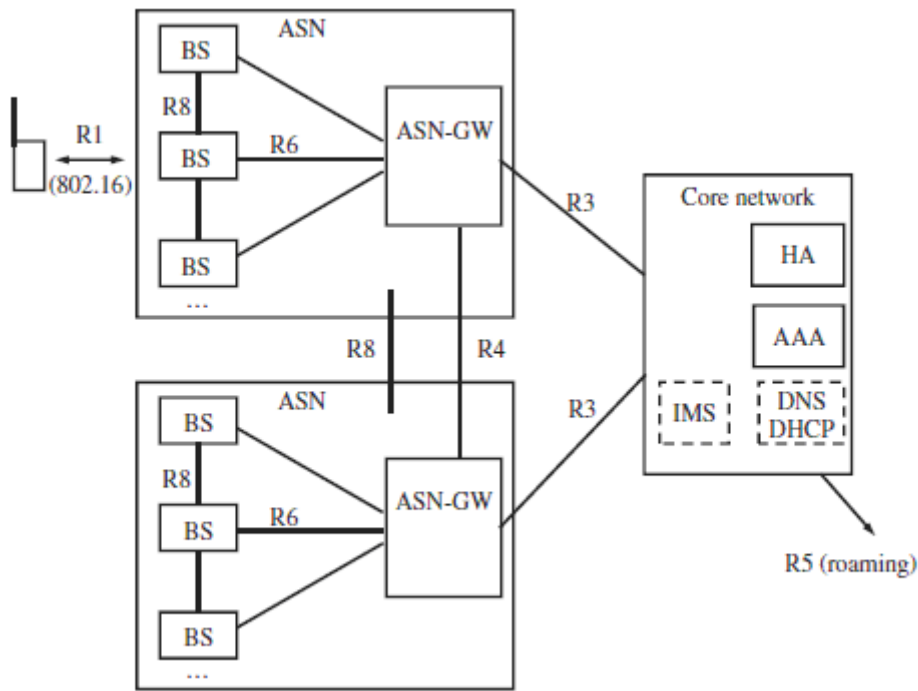 ASN
BS
R8
R1
(802.16)
BS
R6
ASN-GW
BS
...
R3
Core network
HA
AAA
IMS
DNS
DHCP
R8
R4
R3
ASN
BS
R8
BS
R6
ASN-GW
BS
...
R5 (roaming)